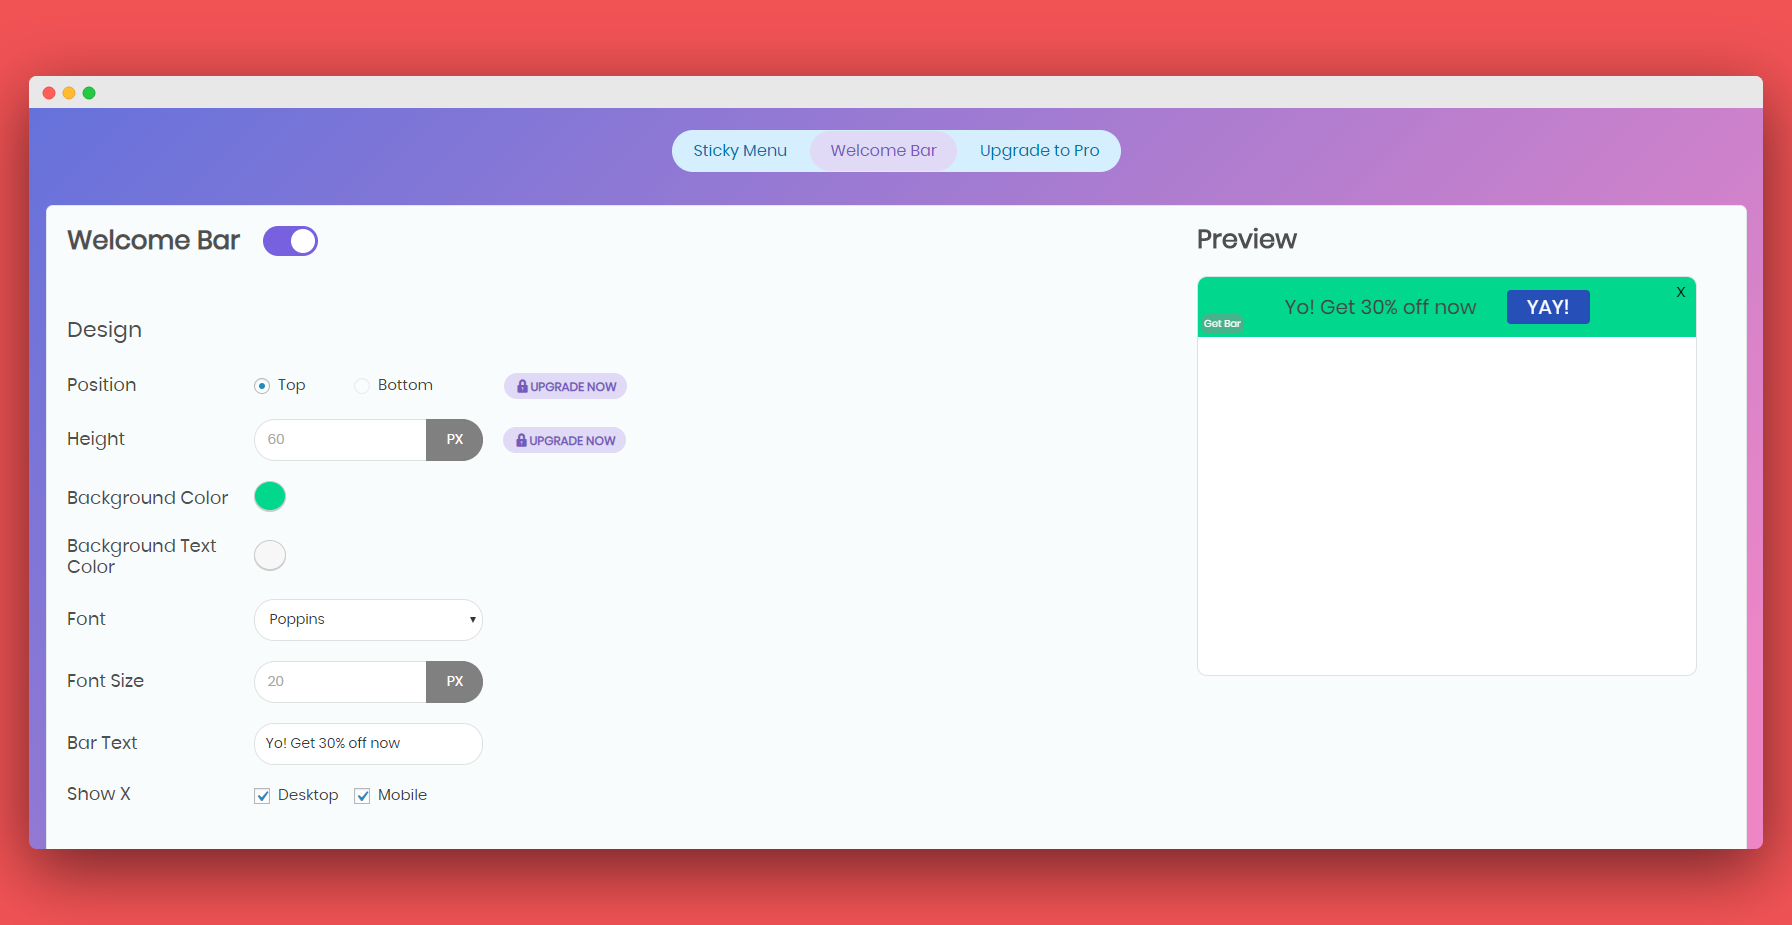 Sticky Menu Welcome Bar Upgrade to Pro
Welcome Bar
Design
Position Top Bottom UPGRADE NOW
Height 60 PX UPGRADE NOW
Background Color
Background Text
Color
Font Poppins
Font Size 20 PX
Bar Text Yo! Get 30% off now
Show X Desktop Mobile
Preview
X
Yo! Get 30% off now YAY!
Get Bar